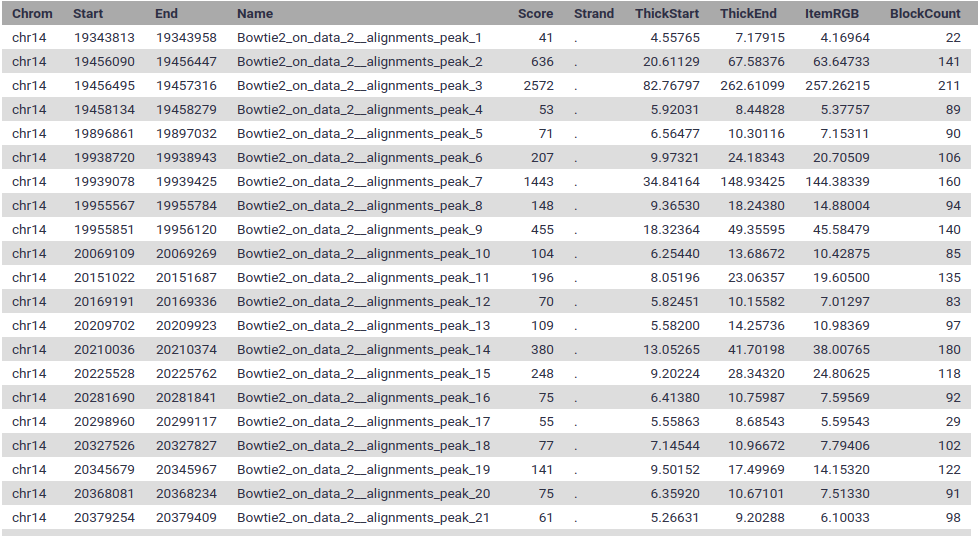 Chrom Start End Name Score Strand ThickStart ThickEnd ItemRGB BlockCount
chr14 19343813 19343958 Bowtie2_on_data_2__alignments_peak_1 41 . 4.55765 7.17915 4.16964 22
chr14 19456090 19456447 Bowtie2_on_data_2__alignments_peak_2 636 . 20.61129 67.58376 63.64733 141
chr14 19456495 19457316 Bowtie2_on_data_2__alignments_peak_3 2572 . 82.76797 262.61099 257.26215 211
chr14 19458134 19458279 Bowtie2_on_data_2__alignments_peak_4 53 . 5.92031 8.44828 5.37757 89
chr14 19896861 19897032 Bowtie2_on_data_2__alignments_peak_5 71 . 6.56477 10.30116 7.15311 90
chr14 19938720 19938943 Bowtie2_on_data_2__alignments_peak_6 207 . 9.97321 24.18343 20.70509 106
chr14 19939078 19939425 Bowtie2_on_data_2__alignments_peak_7 1443 . 34.84164 148.93425 144.38339 160
chr14 19955567 19955784 Bowtie2_on_data_2__alignments_peak_8 148 . 9.36530 18.24380 14.88004 94
chr14 19955851 19956120 Bowtie2_on_data_2__alignments_peak_9 455 . 18.32364 49.35595 45.58479 140
chr14 20069109 20069269 Bowtie2_on_data_2__alignments_peak_10 104 . 6.25440 13.68672 10.42875 85
chr14 20151022 20151687 Bowtie2_on_data_2__alignments_peak_11 196 . 8.05196 23.06357 19.60500 135
chr14 20169191 20169336 Bowtie2_on_data_2__alignments_peak_12 70 . 5.82451 10.15582 7.01297 83
chr14 20209702 20209923 Bowtie2_on_data_2__alignments_peak_13 109 . 5.58200 14.25736 10.98369 97
chr14 20210036 20210374 Bowtie2_on_data_2__alignments_peak_14 380 . 13.05265 41.70198 38.00765 180
chr14 20225528 20225762 Bowtie2_on_data_2__alignments_peak_15 248 . 9.20224 28.34320 24.80625 118
chr14 20281690 20281841 Bowtie2_on_data_2__alignments_peak_16 75 . 6.41380 10.75987 7.59569 92
chr14 20298960 20299117 Bowtie2_on_data_2__alignments_peak_17 55 . 5.55863 8.68543 5.59543 29
chr14 20327526 20327827 Bowtie2_on_data_2__alignments_peak_18 77 . 7.14544 10.96672 7.79406 102
chr14 20345679 20345967 Bowtie2_on_data_2__alignments_peak_19 141 . 9.50152 17.49969 14.15320 122
chr14 20368081 20368234 Bowtie2_on_data_2__alignments_peak_20 75 . 6.35920 10.67101 7.51330 91
chr14 20379254 20379409 Bowtie2_on_data_2__alignments_peak_21 61 . 5.26631 9.20288 6.10033 98